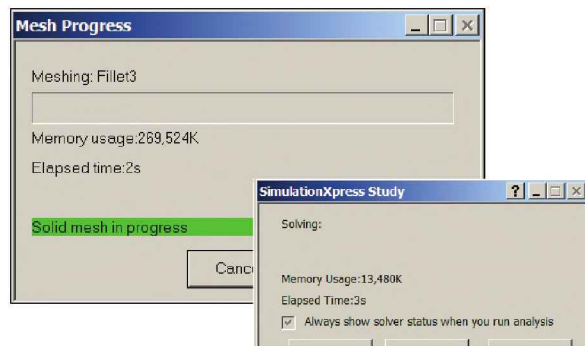 Mesh Progress
Meshing: Fillet3
Memory usage:269,524K
Elapsed time:2s
Solid mesh in progress
SimulationXpress Study
Solving:
Memory Usage:13,480K
Elapsed Time:3s
Always show solver status when you run analysis